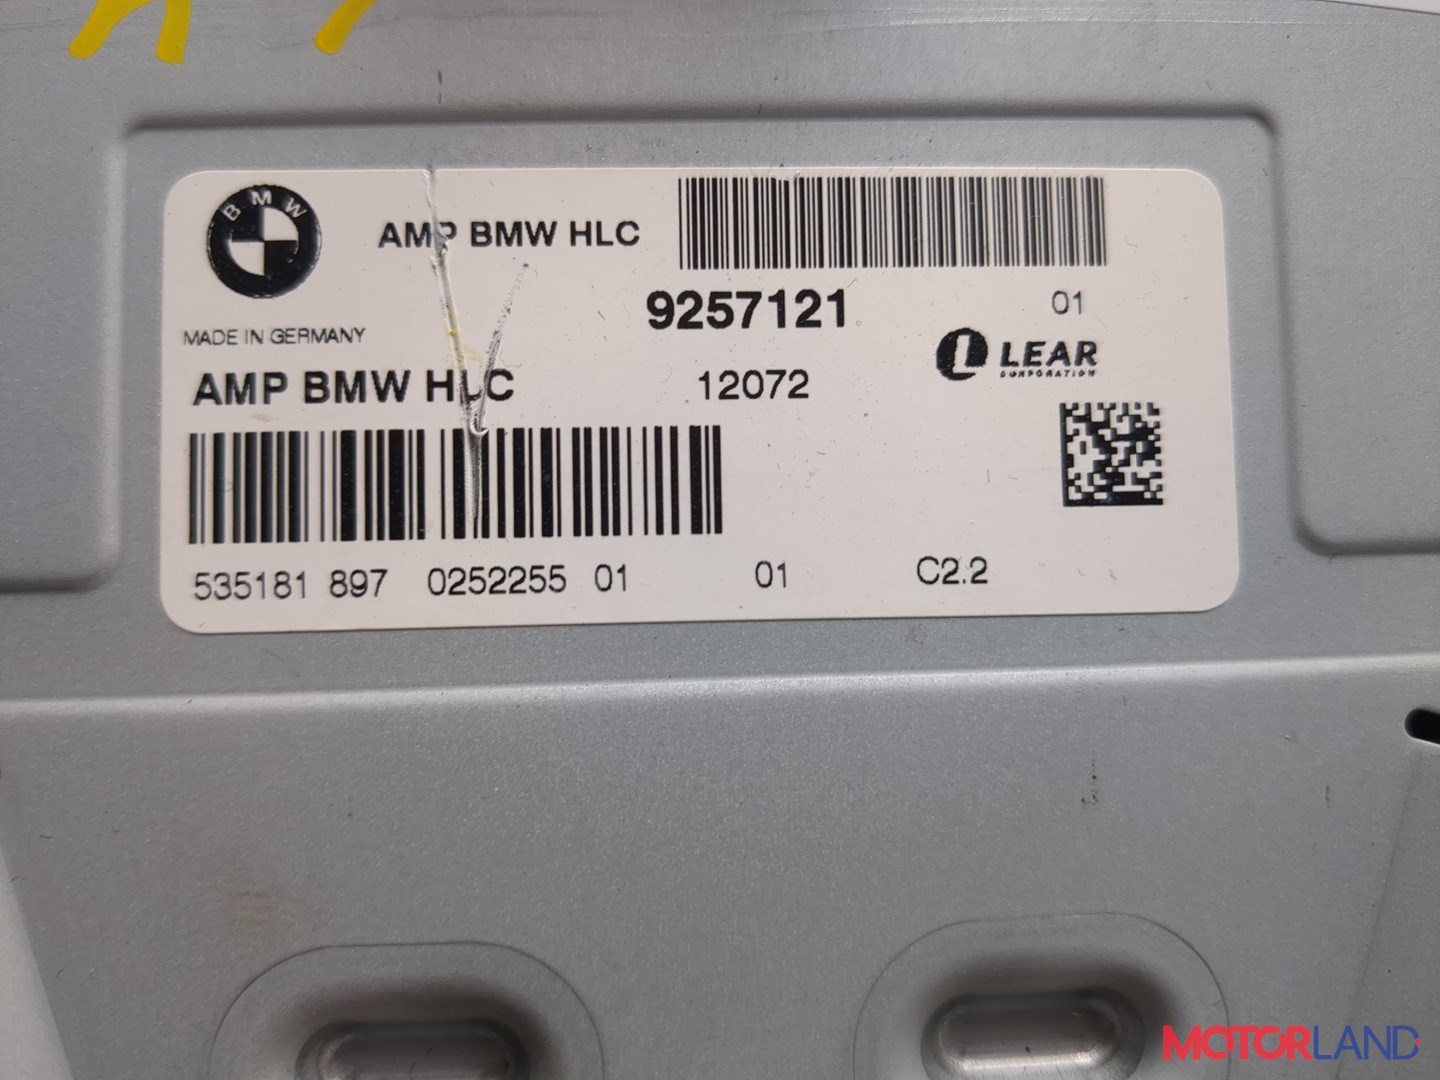 BMW
AMP BMW HLC
9257121
01
MADE IN GERMANY
LEAR
CORPORATION
AMP BMW HLC
12072
535181 897 0252255 01 01 C2.2
MOTORLAND